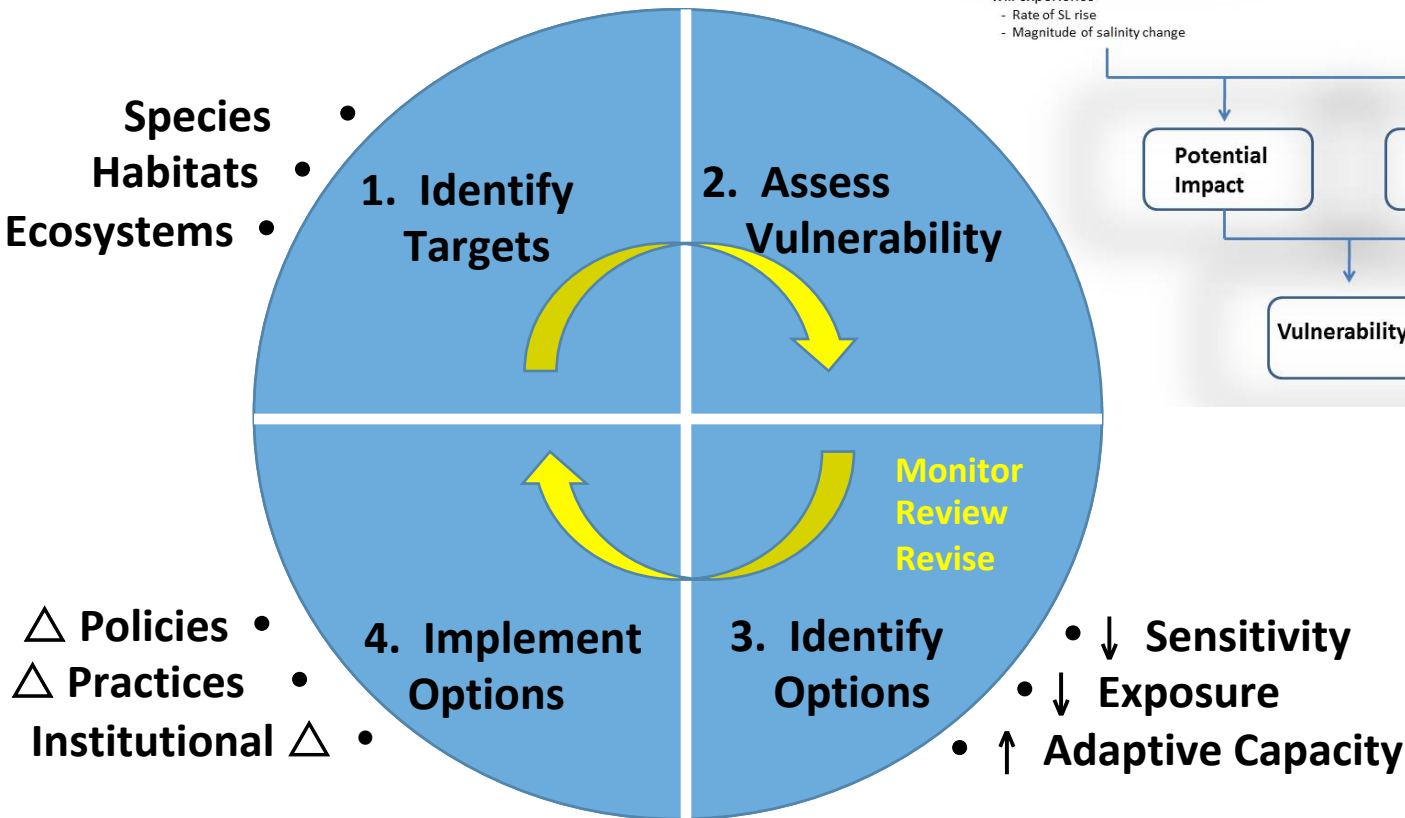 - Rate of SL rise
- Magnitude of salinity change
Potential
Impact
Vulnerability
Species •
Habitats •
Ecosystems •
1. Identify
Targets
2. Assess
Vulnerability
Monitor
Review
Revise
3. Identify
Options
• ↓ Sensitivity
• ↓ Exposure
• ↑ Adaptive Capacity
4. Implement
Options
△ Policies •
△ Practices •
Institutional △ •